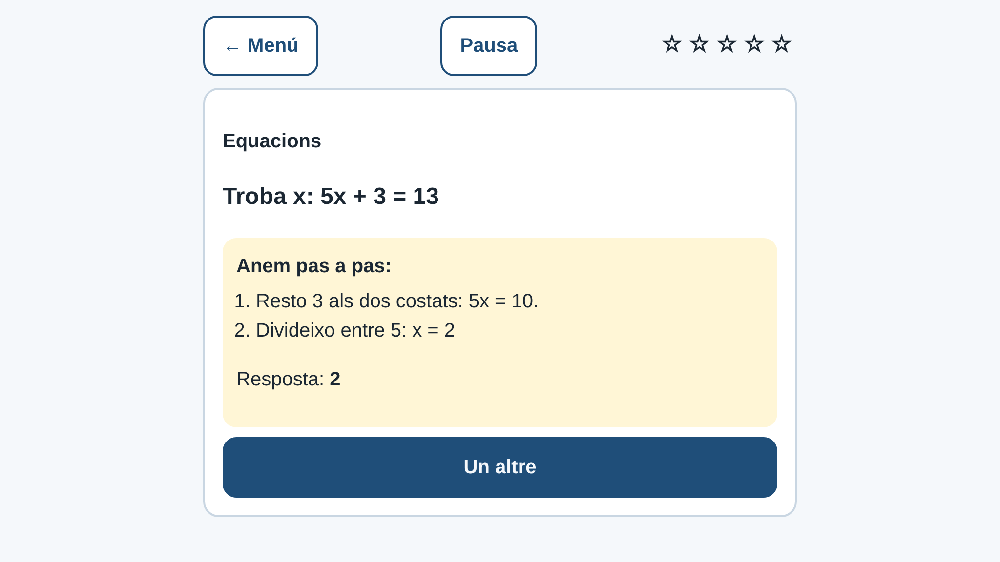 ← Menú
Pausa
☆ ☆ ☆ ☆ ☆
Equacions
Troba x: 5x + 3 = 13
Anem pas a pas:
1. Resto 3 als dos costats: 5x = 10.
2. Divideixo entre 5: x = 2
Resposta: 2
Un altre